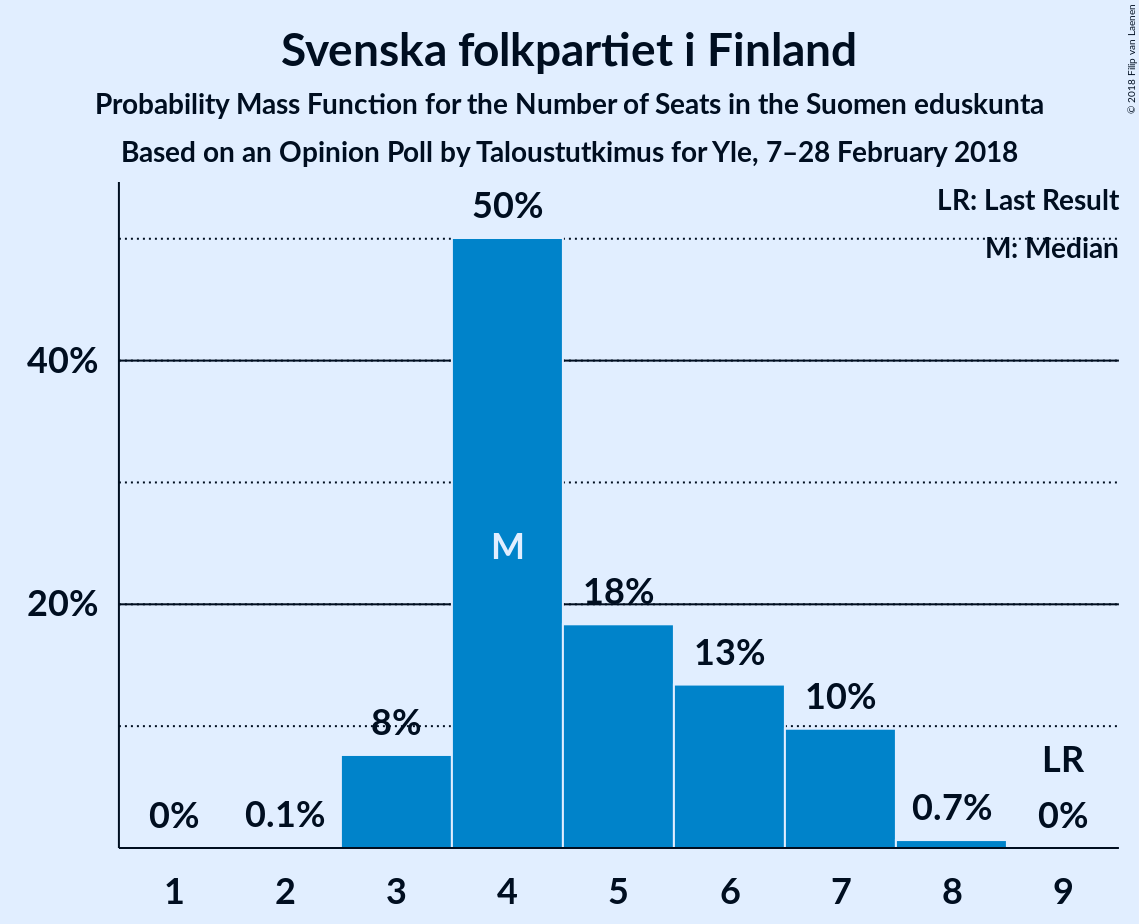 Svenska folkpartiet i Finland
Probability Mass Function for the Number of Seats in the Suomen eduskunta
Based on an Opinion Poll by Taloustutkimus for Yle, 7–28 February 2018
© 2018 Filip van Laenen
LR: Last Result
M: Median
50%
40%
M
20%
18%
13%
10%
8%
LR
0% 0.1% 0.7% 0%
1 2 3 4 5 6 7 8 9